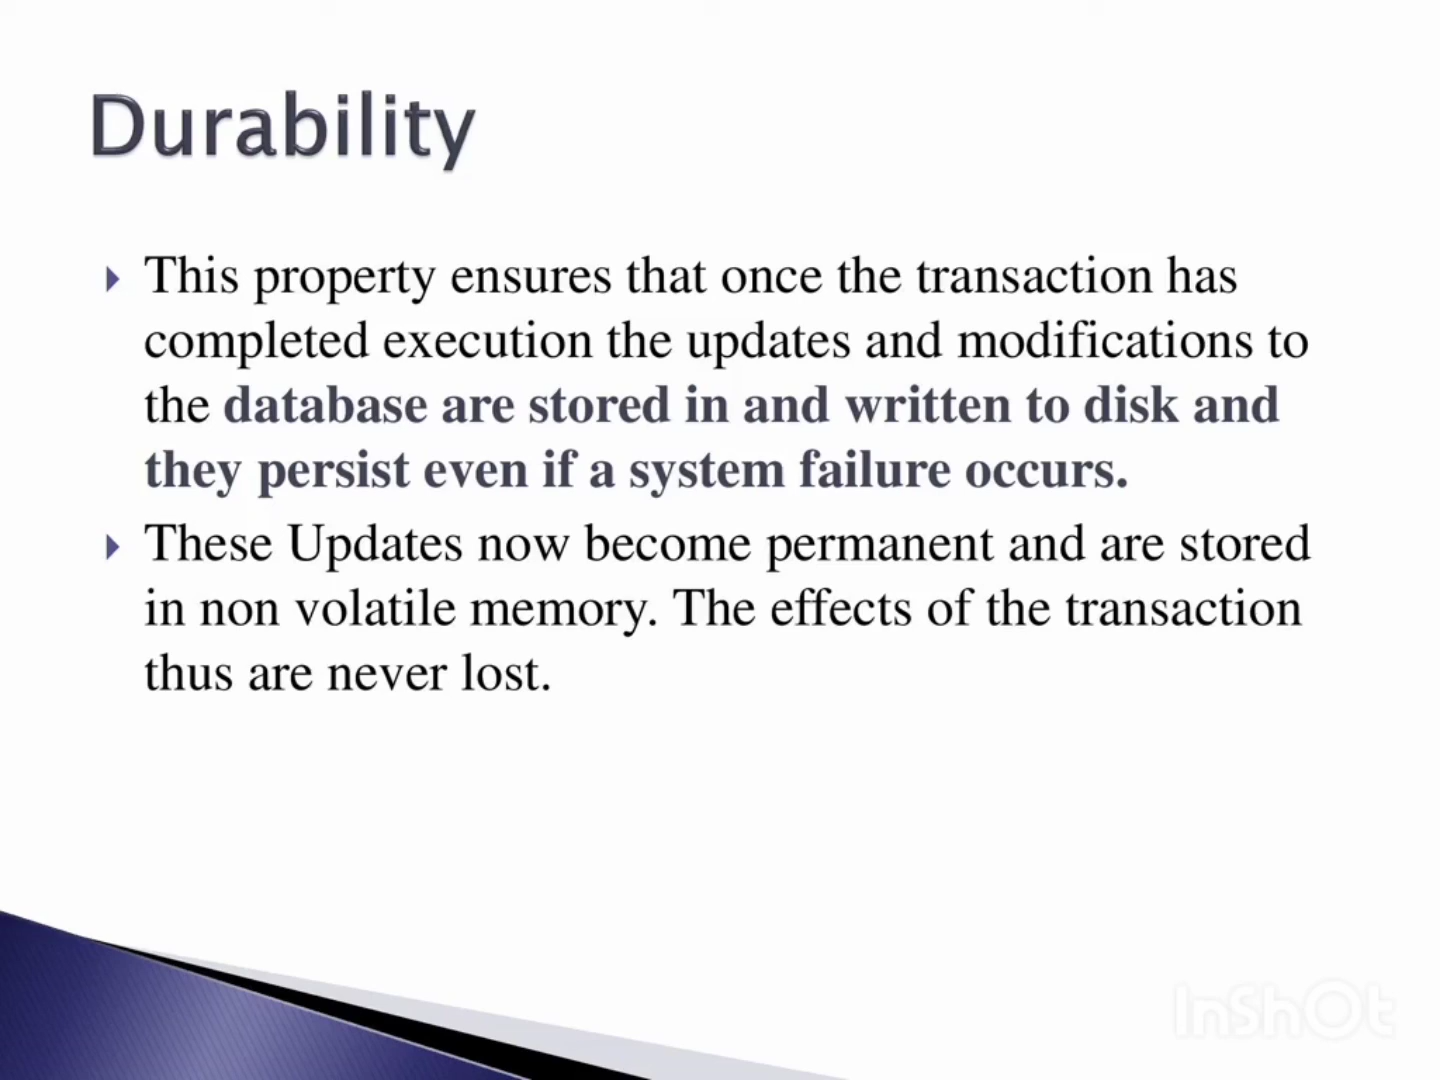 Durability
This property ensures that once the transaction has
completed execution the updates and modifications to
the database are stored in and written to disk and
they persist even if a system failure occurs.
These Updates now become permanent and are stored
in non volatile memory. The effects of the transaction
thus are never lost.
InShOt